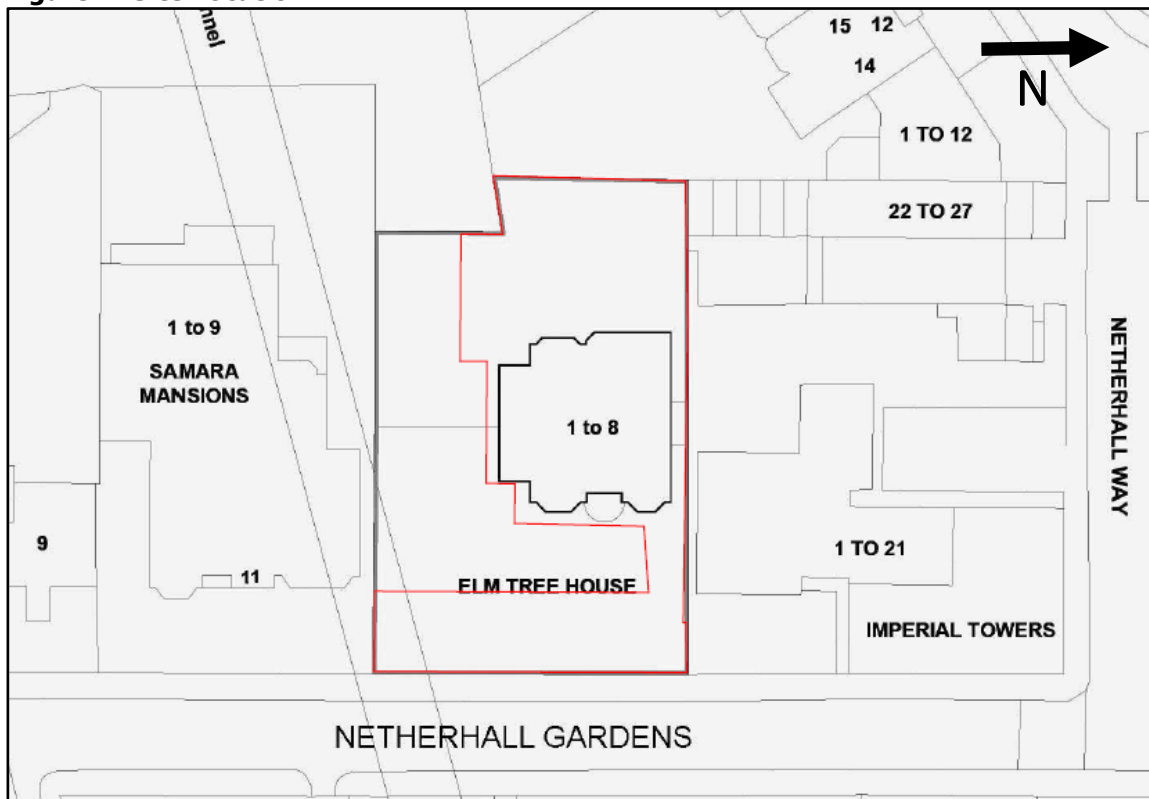 nnel
15 12
14
N
1 TO 12
22 TO 27
1 to 9
SAMARA
MANSIONS
NETHERHALL WAY
1 to 8
9
11
1 TO 21
ELM TREE HOUSE
IMPERIAL TOWERS
NETHERHALL GARDENS